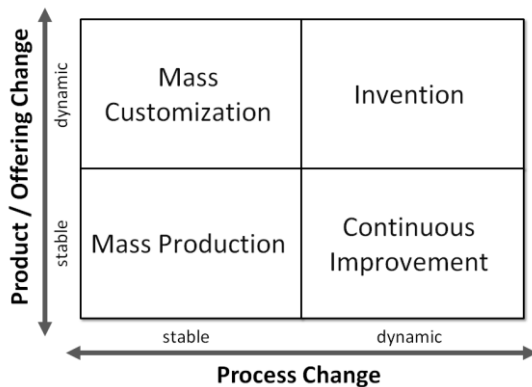 Product / Offering Change
dynamic
stable
Mass
Customization
Invention
Mass Production
Continuous
Improvement
stable
dynamic
Process Change